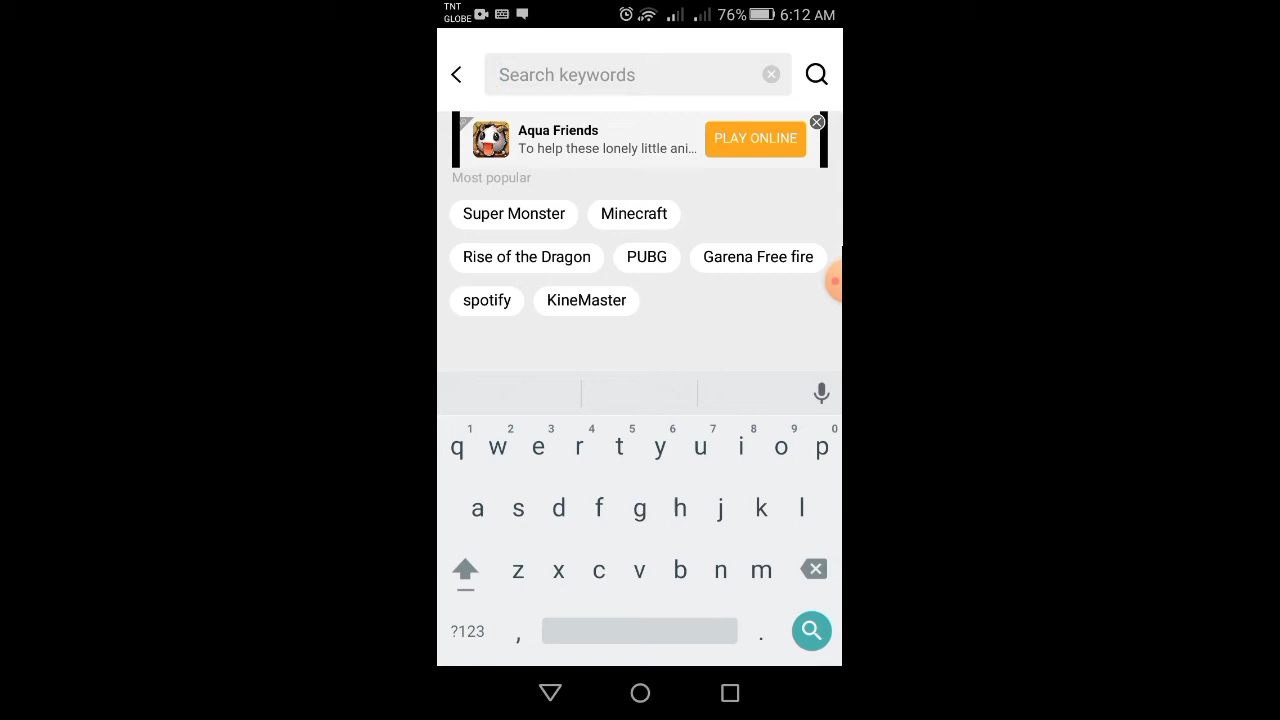 TNT
GLOBE 76% 6:12 AM
Search keywords
Aqua Friends
To help these lonely little ani...
PLAY ONLINE
Most popular
Super Monster Minecraft
Rise of the Dragon PUBG Garena Free fire
spotify KineMaster
1 2 3 4 5 6 7 8 9 0
q w e r t y u i o p
a s d f g h j k l
z x c v b n m
?123 , .